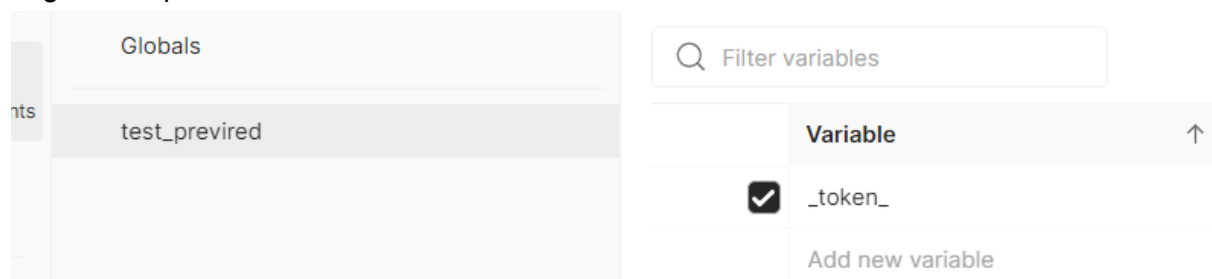 Globals
Filter variables
nts
test_previred
Variable
_token_
Add new variable